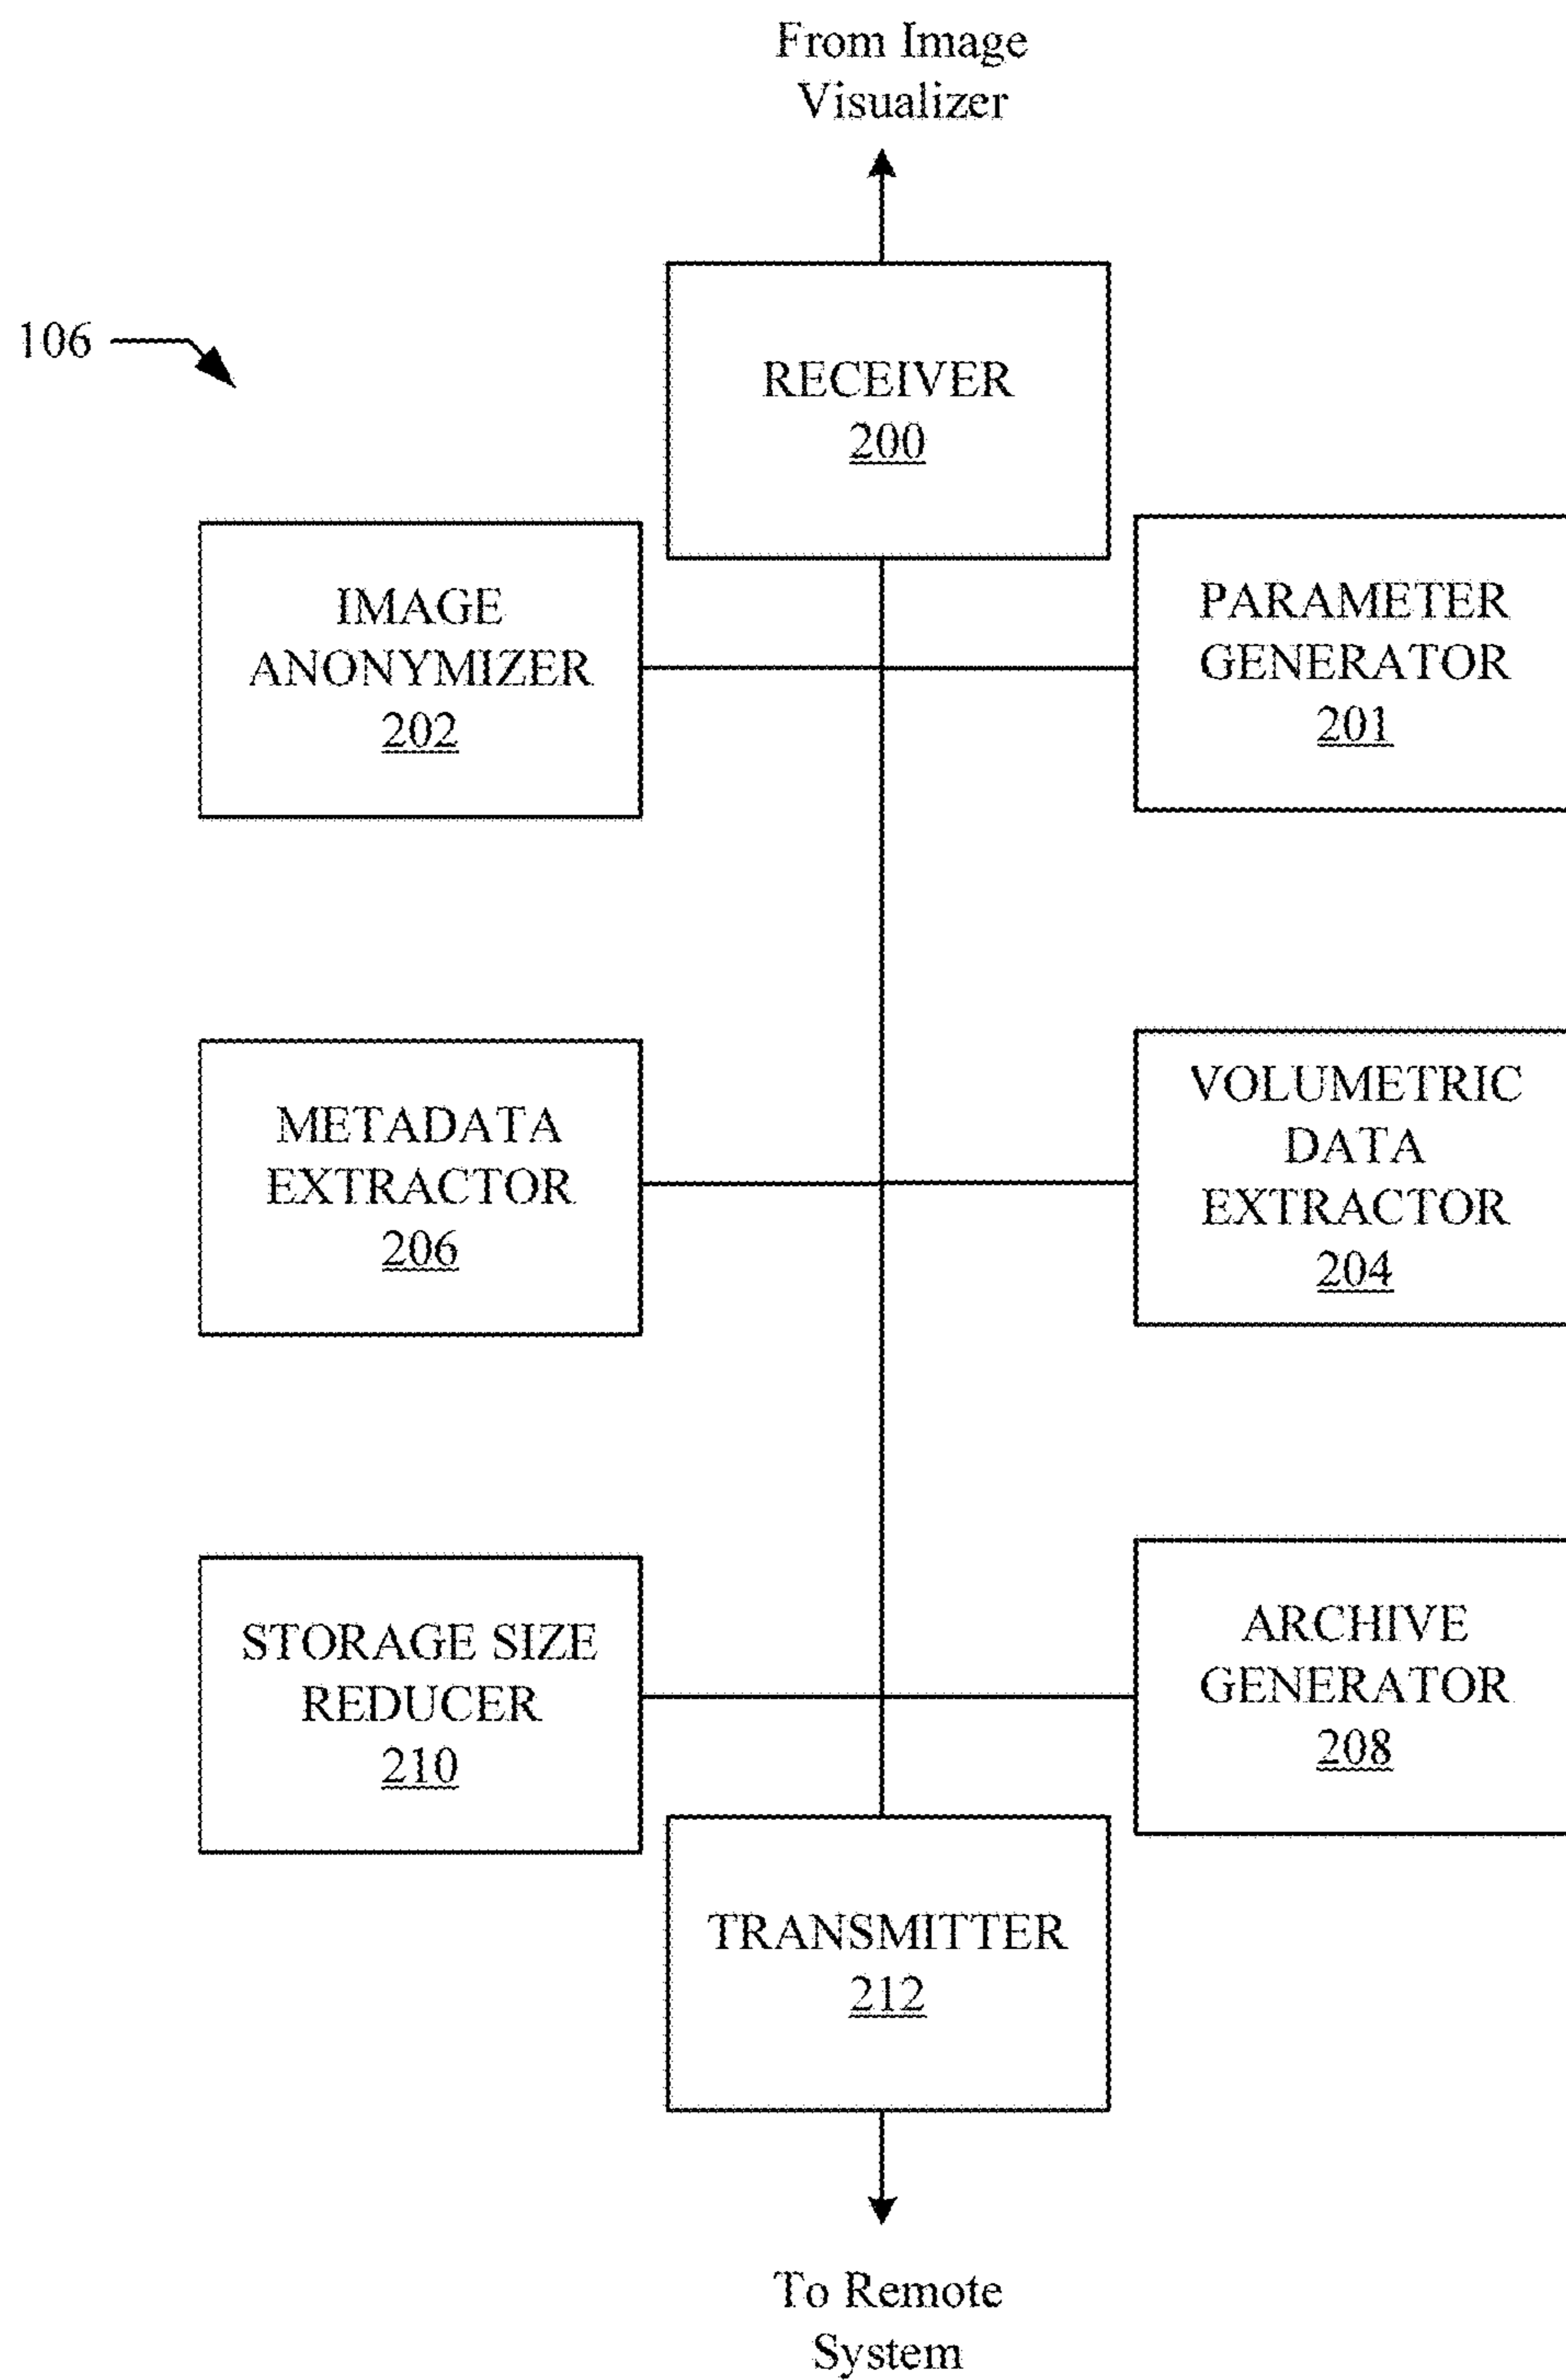 From Image
Visualizer
106
RECEIVER
200
IMAGE
ANONYMIZER
202
PARAMETER
GENERATOR
201
METADATA
EXTRACTOR
206
VOLUMETRIC
DATA
EXTRACTOR
204
STORAGE SIZE
REDUCER
210
ARCHIVE
GENERATOR
208
TRANSMITTER
212
To Remote
System